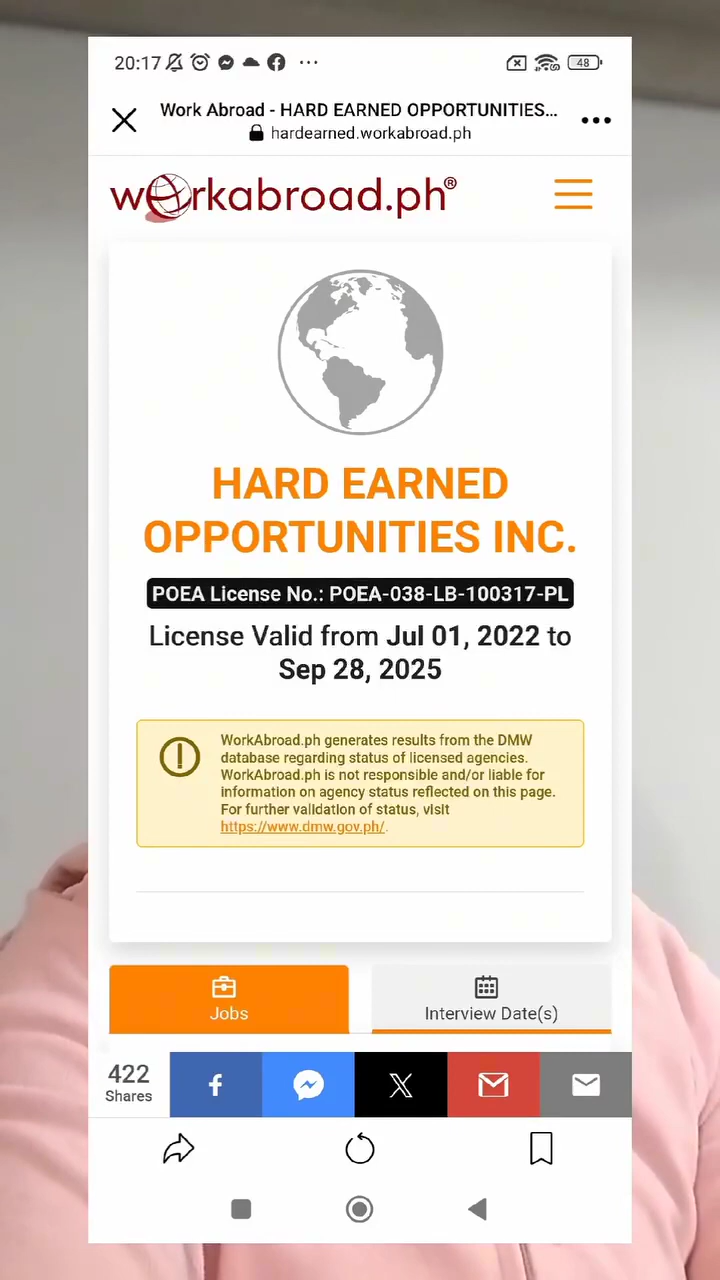 20:17
48
Work Abroad - HARD EARNED OPPORTUNITIES...
hardearned.workabroad.ph
workabroad.ph®
HARD EARNED
OPPORTUNITIES INC.
POEA License No.: POEA-038-LB-100317-PL
License Valid from Jul 01, 2022 to
Sep 28, 2025
WorkAbroad.ph generates results from the DMW
database regarding status of licensed agencies.
WorkAbroad.ph is not responsible and/or liable for
information on agency status reflected on this page.
For further validation of status, visit
https://www.dmw.gov.ph/.
Jobs
Interview Date(s)
422
Shares